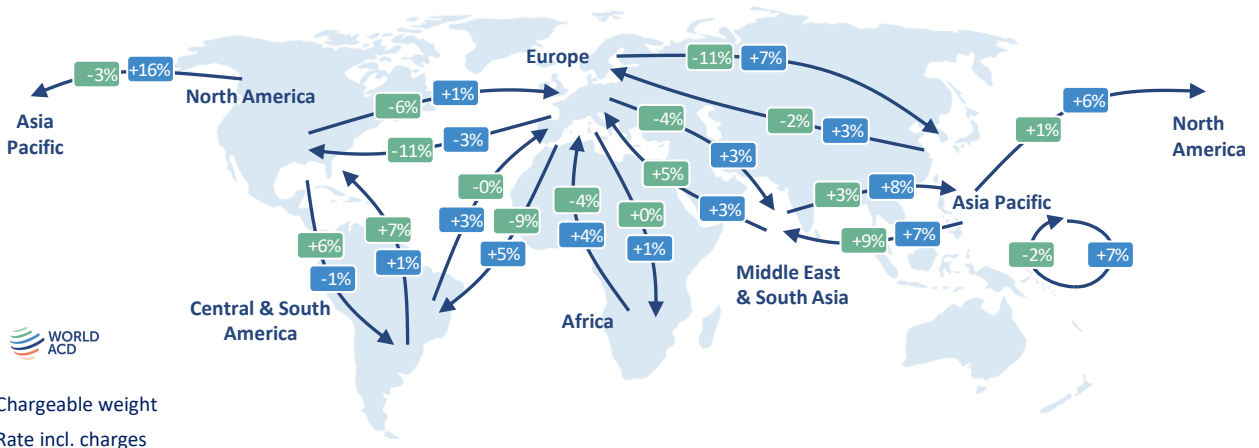 Europe
-11%
+7%
-3%
+16%
North America
Asia
Pacific
-6%
+1%
-11%
-3%
-4%
+3%
-2%
+3%
+1%
+6%
North
America
-0%
+3%
-9%
+5%
-4%
+4%
+0%
+1%
+5%
+3%
+3%
+8%
Asia Pacific
+9%
+7%
-2%
+7%
+6%
-1%
+7%
+1%
Middle East
& South Asia
Central & South
America
Africa
WORLD
ACD
Chargeable weight
Rate incl. charges